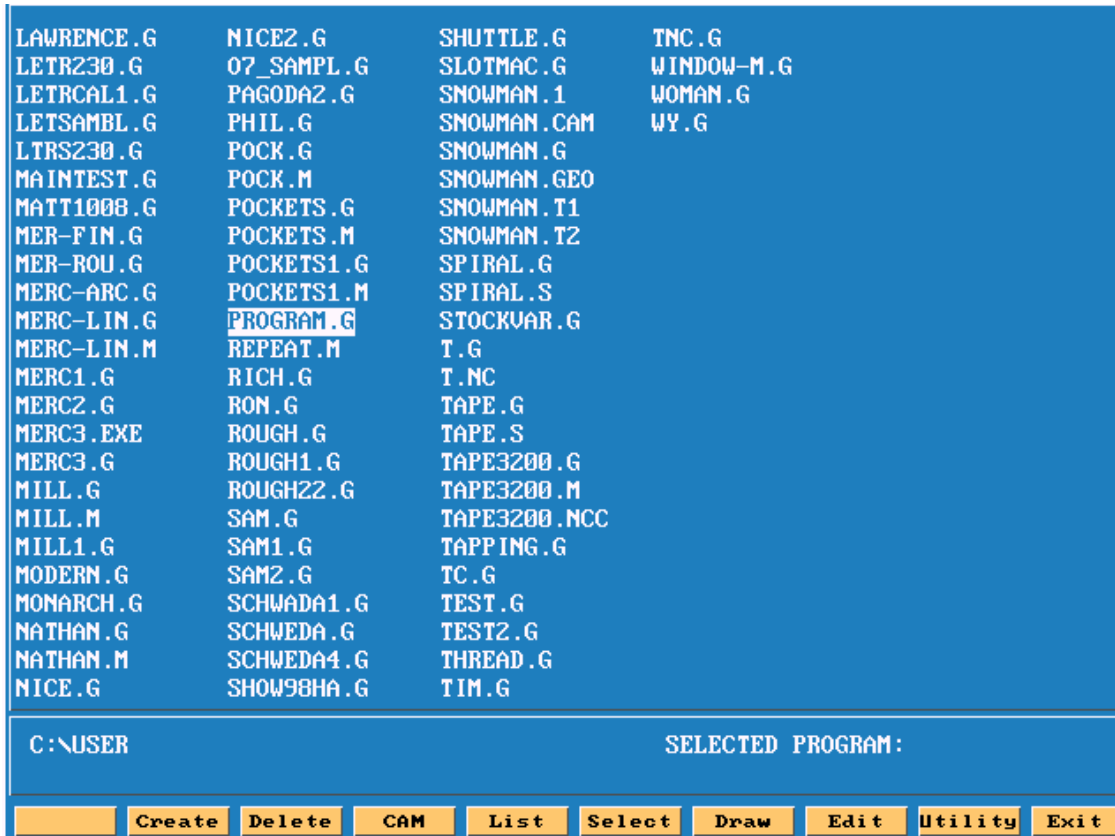 LAWRENCE.G NICE2.G SHUTTLE.G TNC.G
LETR230.G 07_SAMPL.G SLOTMAC.G WINDOW-M.G
LETRCAL1.G PAGODA2.G SNOWMAN.1 WOMAN.G
LETSAMBL.G PHIL.G SNOWMAN.CAM WY.G
LTRS230.G POCK.G SNOWMAN.G
MAINTEST.G POCK.M SNOWMAN.GEO
MATT1008.G POCKETS.G SNOWMAN.T1
MER-FIN.G POCKETS.M SNOWMAN.T2
MER-ROU.G POCKETS1.G SPIRAL.G
MERC-ARC.G POCKETS1.M SPIRAL.S
MERC-LIN.G PROGRAM.G STOCKVAR.G
MERC-LIN.M REPEAT.M T.G
MERC1.G RICH.G T.NC
MERC2.G RON.G TAPE.G
MERC3.EXE ROUGH.G TAPE.S
MERC3.G ROUGH1.G TAPE3200.G
MILL.G ROUGH22.G TAPE3200.M
MILL.M SAM.G TAPE3200.NCC
MILL1.G SAM1.G TAPPING.G
MODERN.G SAM2.G TC.G
MONARCH.G SCHWADA1.G TEST.G
NATHAN.G SCHWEDA.G TEST2.G
NATHAN.M SCHWEDA4.G THREAD.G
NICE.G SHOW98HA.G TIM.G
C:\USER SELECTED PROGRAM:
Create Delete CAM List Select Draw Edit Utility Exit